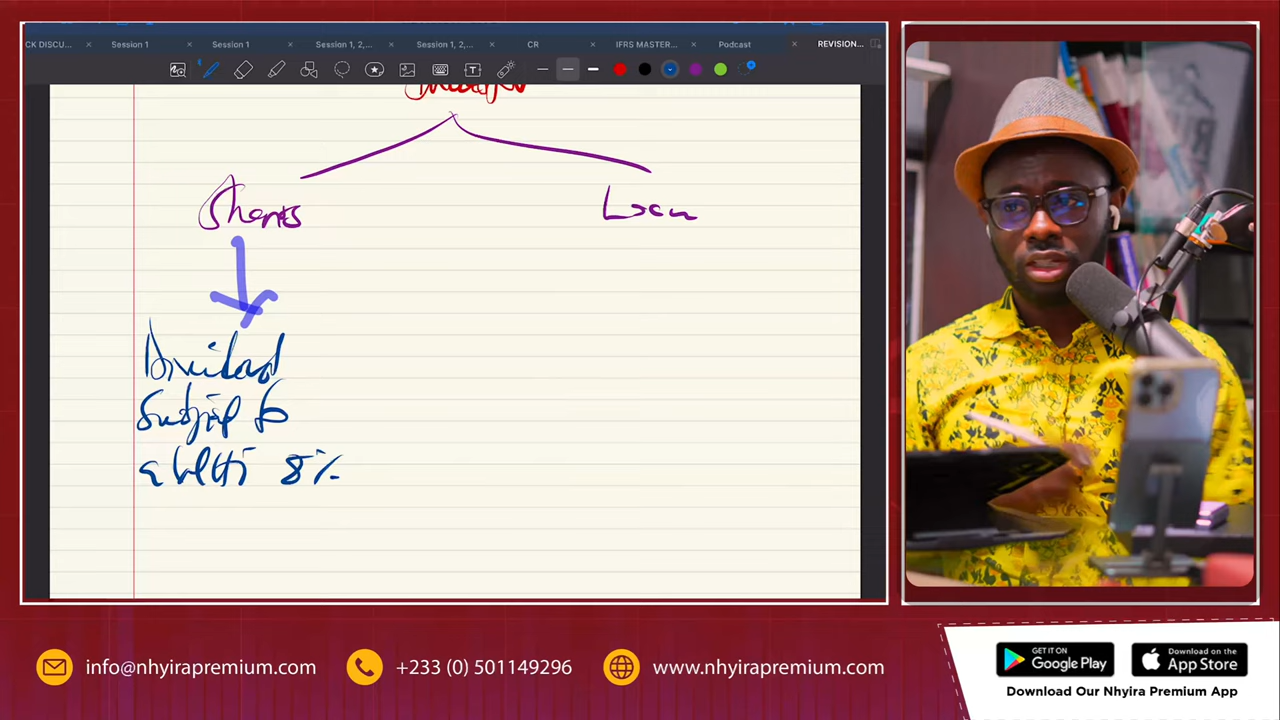 CK DISCU...
Session 1
Session 1
Session 1, 2,...
Session 1, 2,...
CR
IFRS MASTER...
Podcast
REVISION...
Shares
Loan
Dividend
Subject to
8%
info@nhyirapremium.com
+233 (0) 501149296
www.nhyirapremium.com
GET IT ON
Google Play
Download on the
App Store
Download Our Nhyira Premium App